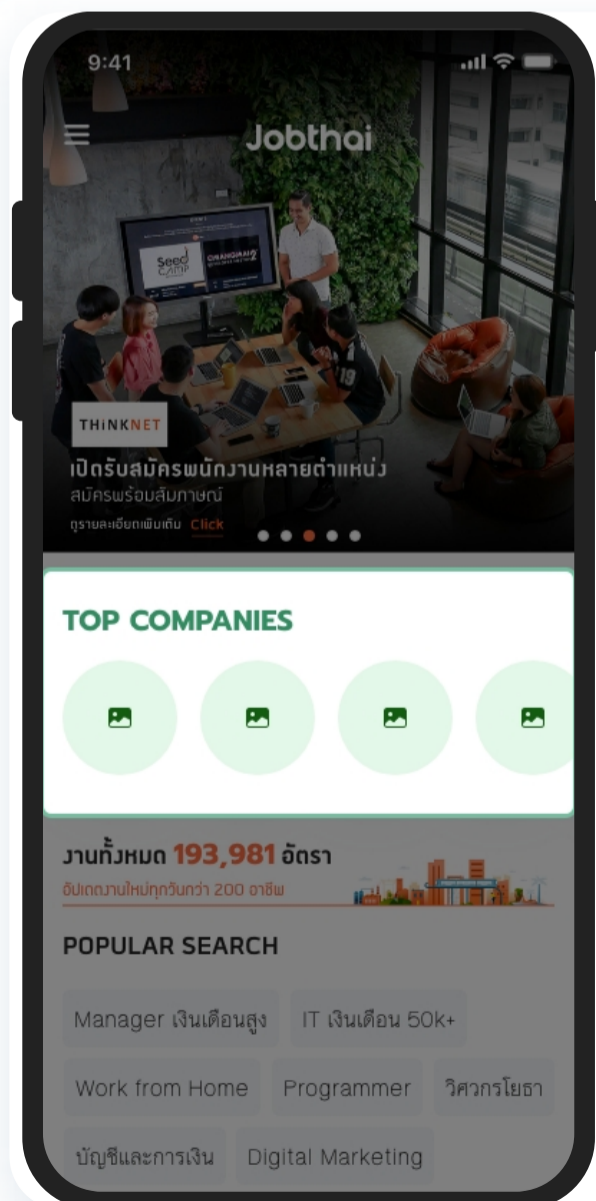 9:41
Jobthai
Seed
CAMP
CHIANGMAI
THiNKNET
เปิดรับสมัครพนักงานหลายตำแหน่ง
สมัครพร้อมสัมภาษณ์
ดูรายละเอียดเพิ่มเติม Click
TOP COMPANIES
งานทั้งหมด 193,981 อัตรา
อัปเดตงานใหม่ทุกวันกว่า 200 อาชีพ
POPULAR SEARCH
Manager เงินเดือนสูง IT เงินเดือน 50k+
Work from Home Programmer วิศวกรโยธา
บัญชีและการเงิน Digital Marketing